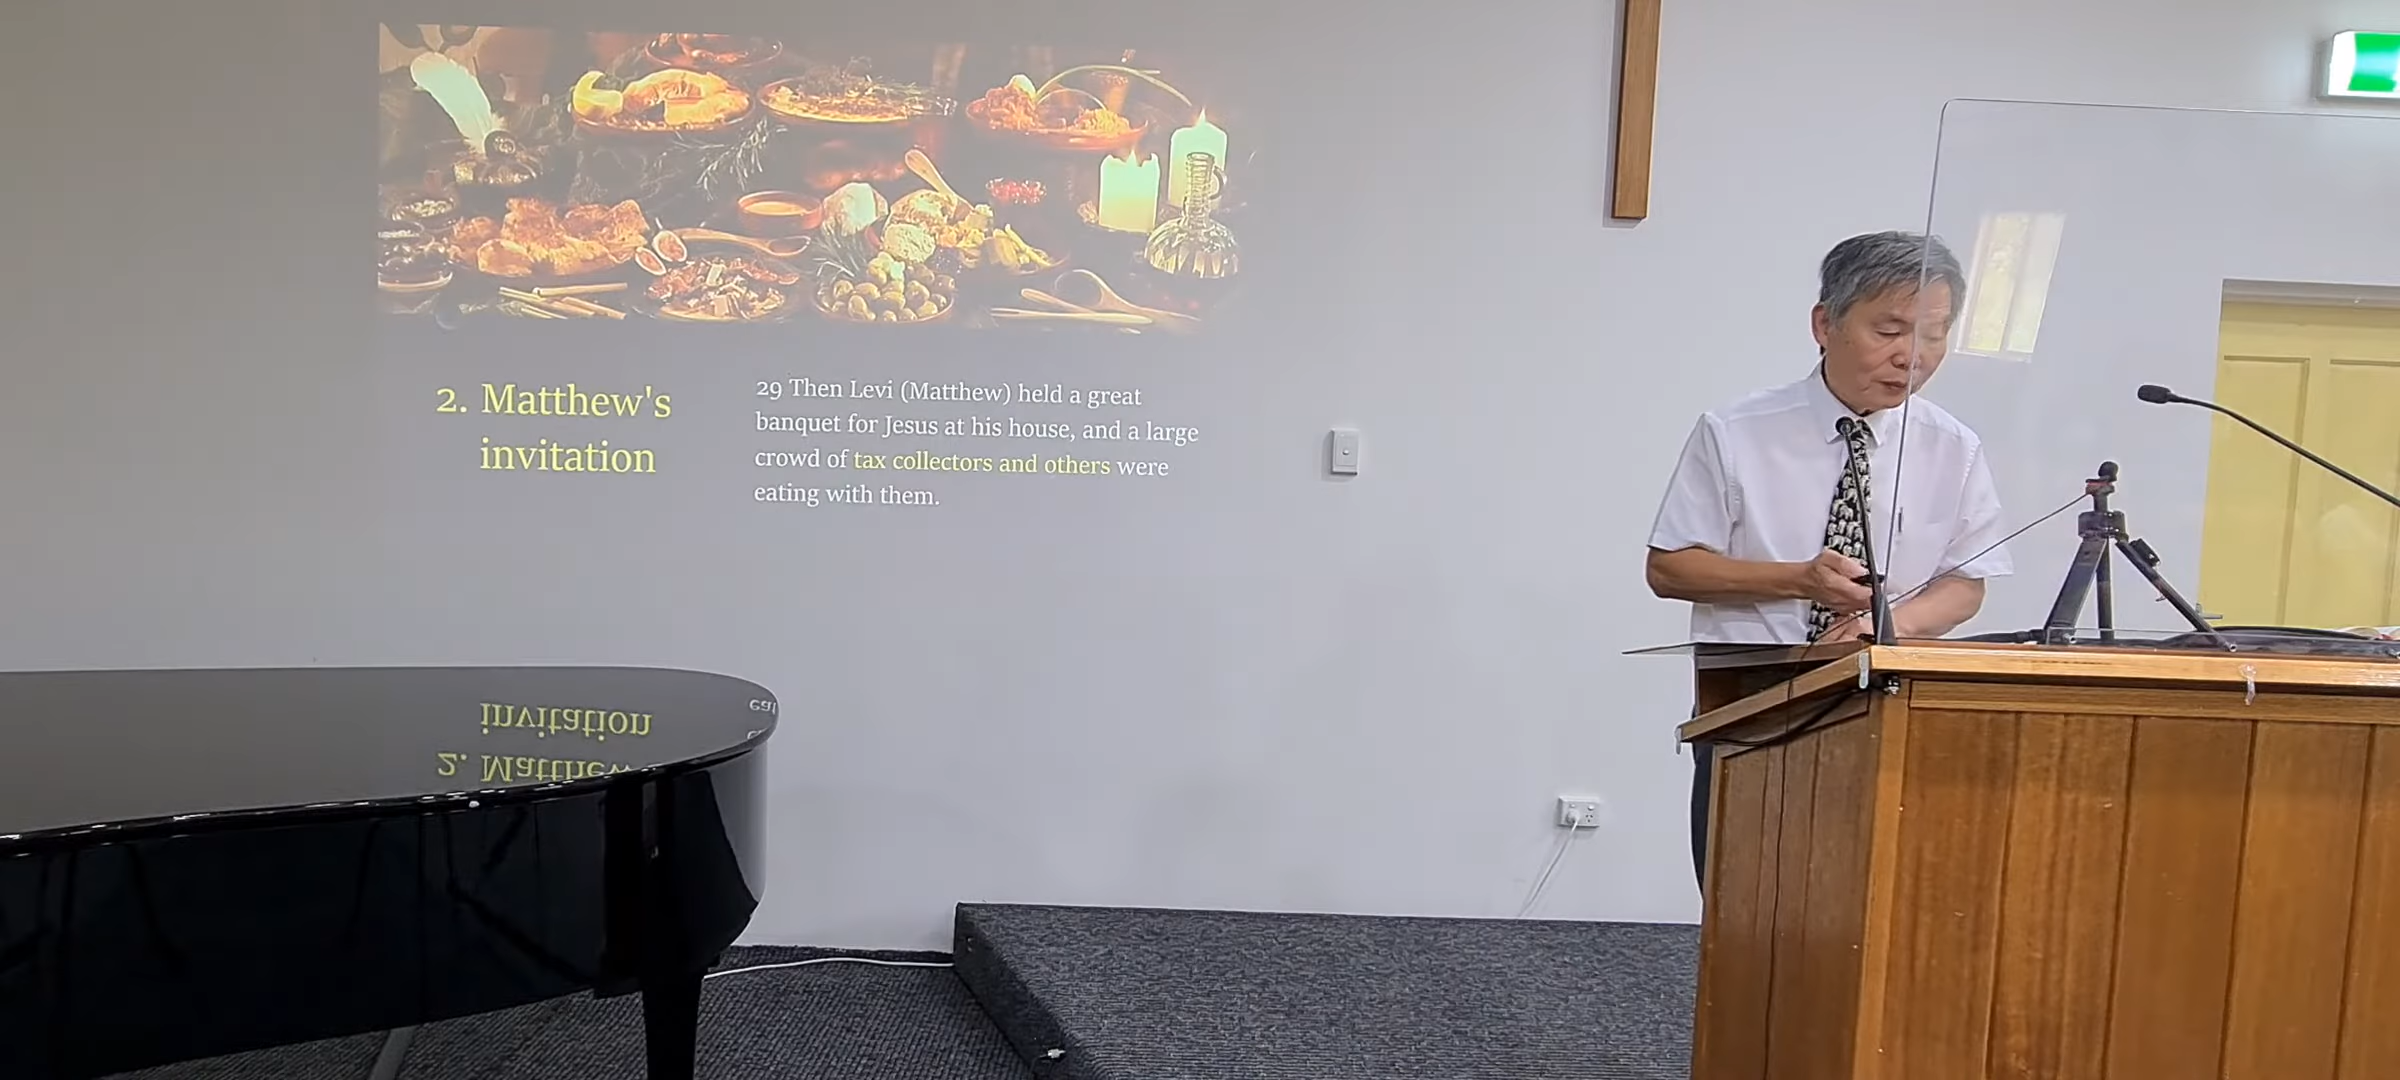 2. Matthew's
invitation
29 Then Levi (Matthew) held a great
banquet for Jesus at his house, and a large
crowd of tax collectors and others were
eating with them.